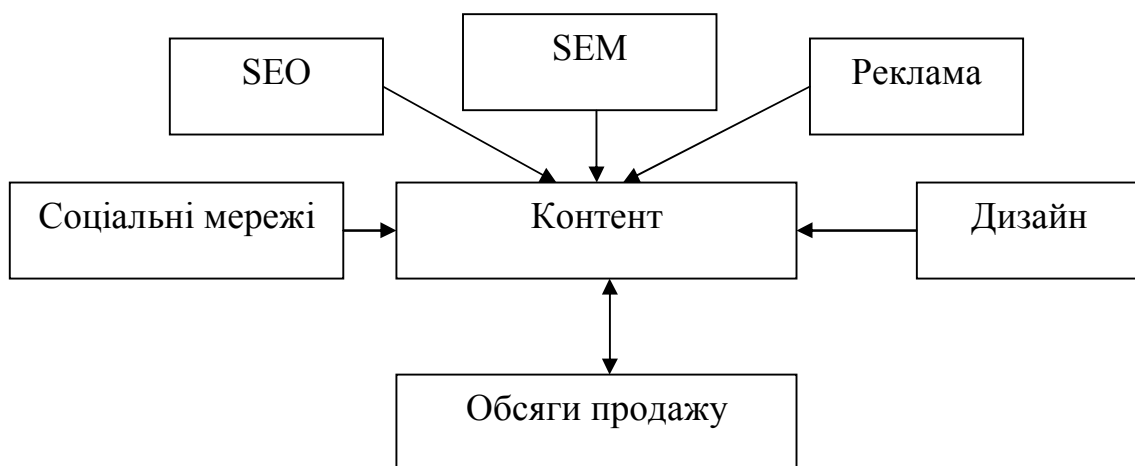 SEO
SEM
Реклама
Соціальні мережі
Контент
Дизайн
Обсяги продажу